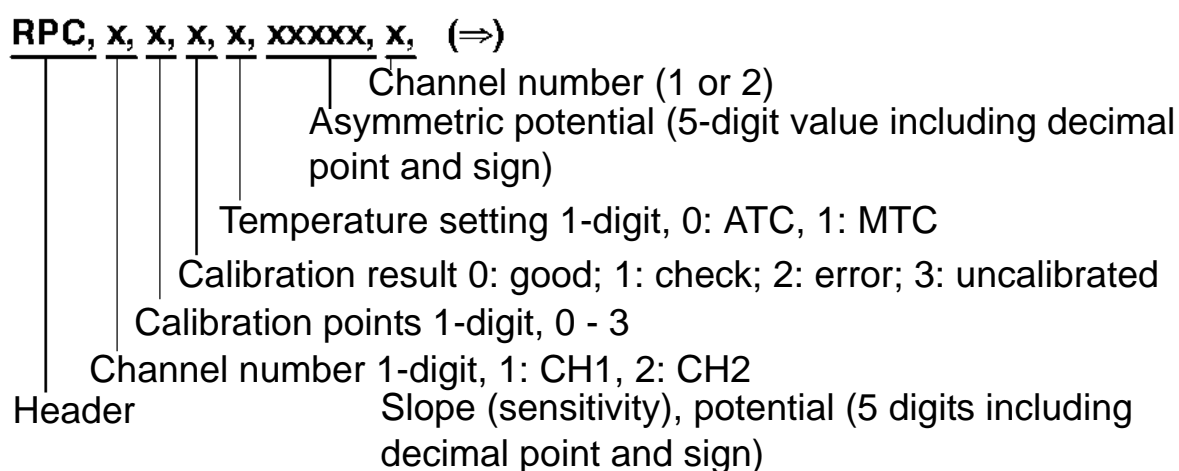 RPC, x, x, x, x, xxxxx, x, (⇒)
Channel number (1 or 2)
Asymmetric potential (5-digit value including decimal
point and sign)
Temperature setting 1-digit, 0: ATC, 1: MTC
Calibration result 0: good; 1: check; 2: error; 3: uncalibrated
Calibration points 1-digit, 0 - 3
Channel number 1-digit, 1: CH1, 2: CH2
Header
Slope (sensitivity), potential (5 digits including
decimal point and sign)